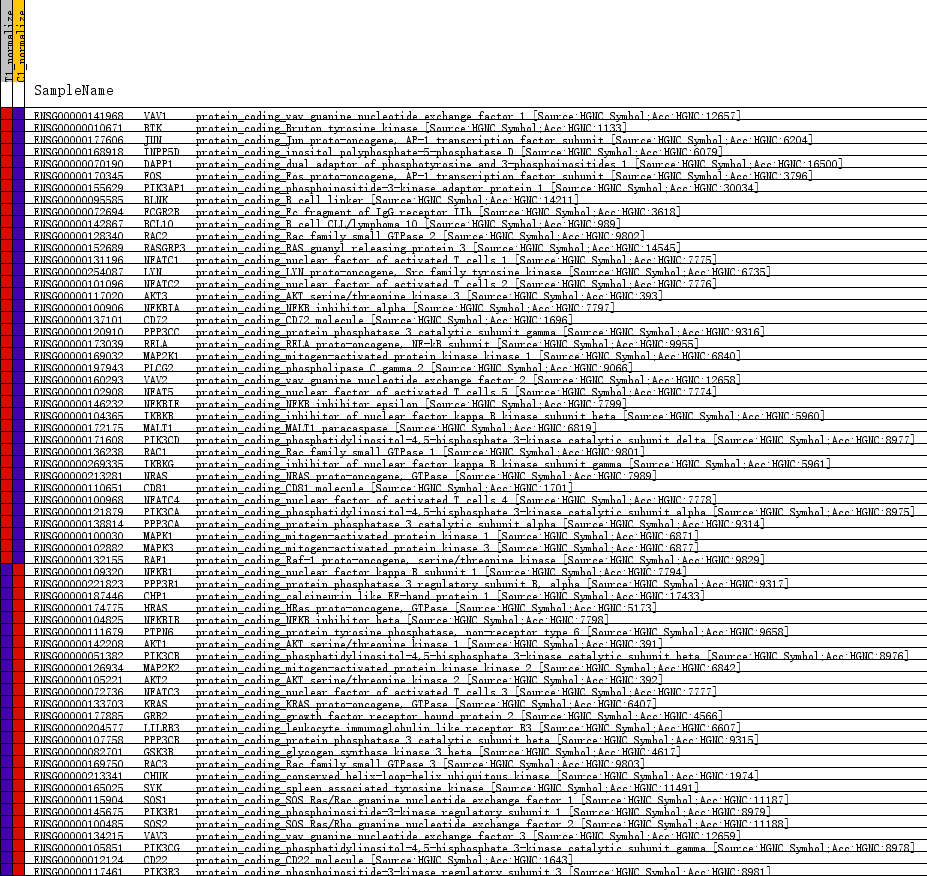 T1_normalize
C1_normalize
SampleName
ENSG00000141968 VAV1 protein_coding_vav guanine nucleotide exchange factor 1 [Source:HGNC Symbol;Acc:HGNC:12657]
ENSG00000010671 BTK protein_coding_Bruton tyrosine kinase [Source:HGNC Symbol;Acc:HGNC:1133]
ENSG00000177606 JUN protein_coding_Jun proto-oncogene, AP-1 transcription factor subunit [Source:HGNC Symbol;Acc:HGNC:6204]
ENSG00000168918 INPP5D protein_coding_inositol polyphosphate-5-phosphatase D [Source:HGNC Symbol;Acc:HGNC:6079]
ENSG00000070190 DAPP1 protein_coding_dual adaptor of phosphotyrosine and 3-phosphoinositides 1 [Source:HGNC Symbol;Acc:HGNC:16500]
ENSG00000170345 FOS protein_coding_Fos proto-oncogene, AP-1 transcription factor subunit [Source:HGNC Symbol;Acc:HGNC:3796]
ENSG00000155629 PIK3AP1 protein_coding_phosphoinositide-3-kinase adaptor protein 1 [Source:HGNC Symbol;Acc:HGNC:30034]
ENSG00000095585 BLNK protein_coding_B cell linker [Source:HGNC Symbol;Acc:HGNC:14211]
ENSG00000072694 FCGR2B protein_coding_Fc fragment of IgG receptor IIb [Source:HGNC Symbol;Acc:HGNC:3618]
ENSG00000142867 BCL10 protein_coding_B cell CLL/lymphoma 10 [Source:HGNC Symbol;Acc:HGNC:989]
ENSG00000128340 RAC2 protein_coding_Rac family small GTPase 2 [Source:HGNC Symbol;Acc:HGNC:9802]
ENSG00000152689 RASGRP3 protein_coding_RAS guanyl releasing protein 3 [Source:HGNC Symbol;Acc:HGNC:14545]
ENSG00000131196 NFATC1 protein_coding_nuclear factor of activated T cells 1 [Source:HGNC Symbol;Acc:HGNC:7775]
ENSG00000254087 LYN protein_coding_LYN proto-oncogene, Src family tyrosine kinase [Source:HGNC Symbol;Acc:HGNC:6735]
ENSG00000101096 NFATC2 protein_coding_nuclear factor of activated T cells 2 [Source:HGNC Symbol;Acc:HGNC:7776]
ENSG00000117020 AKT3 protein_coding_AKT serine/threonine kinase 3 [Source:HGNC Symbol;Acc:HGNC:393]
ENSG00000100906 NFKBIA protein_coding_NFKB inhibitor alpha [Source:HGNC Symbol;Acc:HGNC:7797]
ENSG00000137101 CD72 protein_coding_CD72 molecule [Source:HGNC Symbol;Acc:HGNC:1696]
ENSG00000120910 PPP3CC protein_coding_protein phosphatase 3 catalytic subunit gamma [Source:HGNC Symbol;Acc:HGNC:9316]
ENSG00000173039 RELA protein_coding_RELA proto-oncogene, NF-kB subunit [Source:HGNC Symbol;Acc:HGNC:9955]
ENSG00000169032 MAP2K1 protein_coding_mitogen-activated protein kinase kinase 1 [Source:HGNC Symbol;Acc:HGNC:6840]
ENSG00000197943 PLCG2 protein_coding_phospholipase C gamma 2 [Source:HGNC Symbol;Acc:HGNC:9066]
ENSG00000160293 VAV2 protein_coding_vav guanine nucleotide exchange factor 2 [Source:HGNC Symbol;Acc:HGNC:12658]
ENSG00000102908 NFAT5 protein_coding_nuclear factor of activated T cells 5 [Source:HGNC Symbol;Acc:HGNC:7774]
ENSG00000146232 NFKBIE protein_coding_NFKB inhibitor epsilon [Source:HGNC Symbol;Acc:HGNC:7799]
ENSG00000104365 IKBKB protein_coding_inhibitor of nuclear factor kappa B kinase subunit beta [Source:HGNC Symbol;Acc:HGNC:5960]
ENSG00000172175 MALT1 protein_coding_MALT1 paracaspase [Source:HGNC Symbol;Acc:HGNC:6819]
ENSG00000171608 PIK3CD protein_coding_phosphatidylinositol-4,5-bisphosphate 3-kinase catalytic subunit delta [Source:HGNC Symbol;Acc:HGNC:8977]
ENSG00000136238 RAC1 protein_coding_Rac family small GTPase 1 [Source:HGNC Symbol;Acc:HGNC:9801]
ENSG00000269335 IKBKG protein_coding_inhibitor of nuclear factor kappa B kinase subunit gamma [Source:HGNC Symbol;Acc:HGNC:5961]
ENSG00000213281 NRAS protein_coding_NRAS proto-oncogene, GTPase [Source:HGNC Symbol;Acc:HGNC:7989]
ENSG00000110651 CD81 protein_coding_CD81 molecule [Source:HGNC Symbol;Acc:HGNC:1701]
ENSG00000100968 NFATC4 protein_coding_nuclear factor of activated T cells 4 [Source:HGNC Symbol;Acc:HGNC:7778]
ENSG00000121879 PIK3CA protein_coding_phosphatidylinositol-4,5-bisphosphate 3-kinase catalytic subunit alpha [Source:HGNC Symbol;Acc:HGNC:8975]
ENSG00000138814 PPP3CA protein_coding_protein phosphatase 3 catalytic subunit alpha [Source:HGNC Symbol;Acc:HGNC:9314]
ENSG00000100030 MAPK1 protein_coding_mitogen-activated protein kinase 1 [Source:HGNC Symbol;Acc:HGNC:6871]
ENSG00000102882 MAPK3 protein_coding_mitogen-activated protein kinase 3 [Source:HGNC Symbol;Acc:HGNC:6877]
ENSG00000132155 RAF1 protein_coding_Raf-1 proto-oncogene, serine/threonine kinase [Source:HGNC Symbol;Acc:HGNC:9829]
ENSG00000109320 NFKB1 protein_coding_nuclear factor kappa B subunit 1 [Source:HGNC Symbol;Acc:HGNC:7794]
ENSG00000221823 PPP3R1 protein_coding_protein phosphatase 3 regulatory subunit B, alpha [Source:HGNC Symbol;Acc:HGNC:9317]
ENSG00000187446 CHP1 protein_coding_calcineurin like EF-hand protein 1 [Source:HGNC Symbol;Acc:HGNC:17433]
ENSG00000174775 HRAS protein_coding_HRas proto-oncogene, GTPase [Source:HGNC Symbol;Acc:HGNC:5173]
ENSG00000104825 NFKBIB protein_coding_NFKB inhibitor beta [Source:HGNC Symbol;Acc:HGNC:7798]
ENSG00000111679 PTPN6 protein_coding_protein tyrosine phosphatase, non-receptor type 6 [Source:HGNC Symbol;Acc:HGNC:9658]
ENSG00000142208 AKT1 protein_coding_AKT serine/threonine kinase 1 [Source:HGNC Symbol;Acc:HGNC:391]
ENSG00000051382 PIK3CB protein_coding_phosphatidylinositol-4,5-bisphosphate 3-kinase catalytic subunit beta [Source:HGNC Symbol;Acc:HGNC:8976]
ENSG00000126934 MAP2K2 protein_coding_mitogen-activated protein kinase kinase 2 [Source:HGNC Symbol;Acc:HGNC:6842]
ENSG00000105221 AKT2 protein_coding_AKT serine/threonine kinase 2 [Source:HGNC Symbol;Acc:HGNC:392]
ENSG00000072736 NFATC3 protein_coding_nuclear factor of activated T cells 3 [Source:HGNC Symbol;Acc:HGNC:7777]
ENSG00000133703 KRAS protein_coding_KRAS proto-oncogene, GTPase [Source:HGNC Symbol;Acc:HGNC:6407]
ENSG00000177885 GRB2 protein_coding_growth factor receptor bound protein 2 [Source:HGNC Symbol;Acc:HGNC:4566]
ENSG00000204577 LILRB3 protein_coding_leukocyte immunoglobulin like receptor B3 [Source:HGNC Symbol;Acc:HGNC:6607]
ENSG00000107758 PPP3CB protein_coding_protein phosphatase 3 catalytic subunit beta [Source:HGNC Symbol;Acc:HGNC:9315]
ENSG00000082701 GSK3B protein_coding_glycogen synthase kinase 3 beta [Source:HGNC Symbol;Acc:HGNC:4617]
ENSG00000169750 RAC3 protein_coding_Rac family small GTPase 3 [Source:HGNC Symbol;Acc:HGNC:9803]
ENSG00000213341 CHUK protein_coding_conserved helix-loop-helix ubiquitous kinase [Source:HGNC Symbol;Acc:HGNC:1974]
ENSG00000165025 SYK protein_coding_spleen associated tyrosine kinase [Source:HGNC Symbol;Acc:HGNC:11491]
ENSG00000115904 SOS1 protein_coding_SOS Ras/Rac guanine nucleotide exchange factor 1 [Source:HGNC Symbol;Acc:HGNC:11187]
ENSG00000145675 PIK3R1 protein_coding_phosphoinositide-3-kinase regulatory subunit 1 [Source:HGNC Symbol;Acc:HGNC:8979]
ENSG00000100485 SOS2 protein_coding_SOS Ras/Rho guanine nucleotide exchange factor 2 [Source:HGNC Symbol;Acc:HGNC:11188]
ENSG00000134215 VAV3 protein_coding_vav guanine nucleotide exchange factor 3 [Source:HGNC Symbol;Acc:HGNC:12659]
ENSG00000105851 PIK3CG protein_coding_phosphatidylinositol-4,5-bisphosphate 3-kinase catalytic subunit gamma [Source:HGNC Symbol;Acc:HGNC:8978]
ENSG00000012124 CD22 protein_coding_CD22 molecule [Source:HGNC Symbol;Acc:HGNC:1643]
ENSG00000117461 PIK3R3 protein_coding_phosphoinositide-3-kinase regulatory subunit 3 [Source:HGNC Symbol;Acc:HGNC:8981]